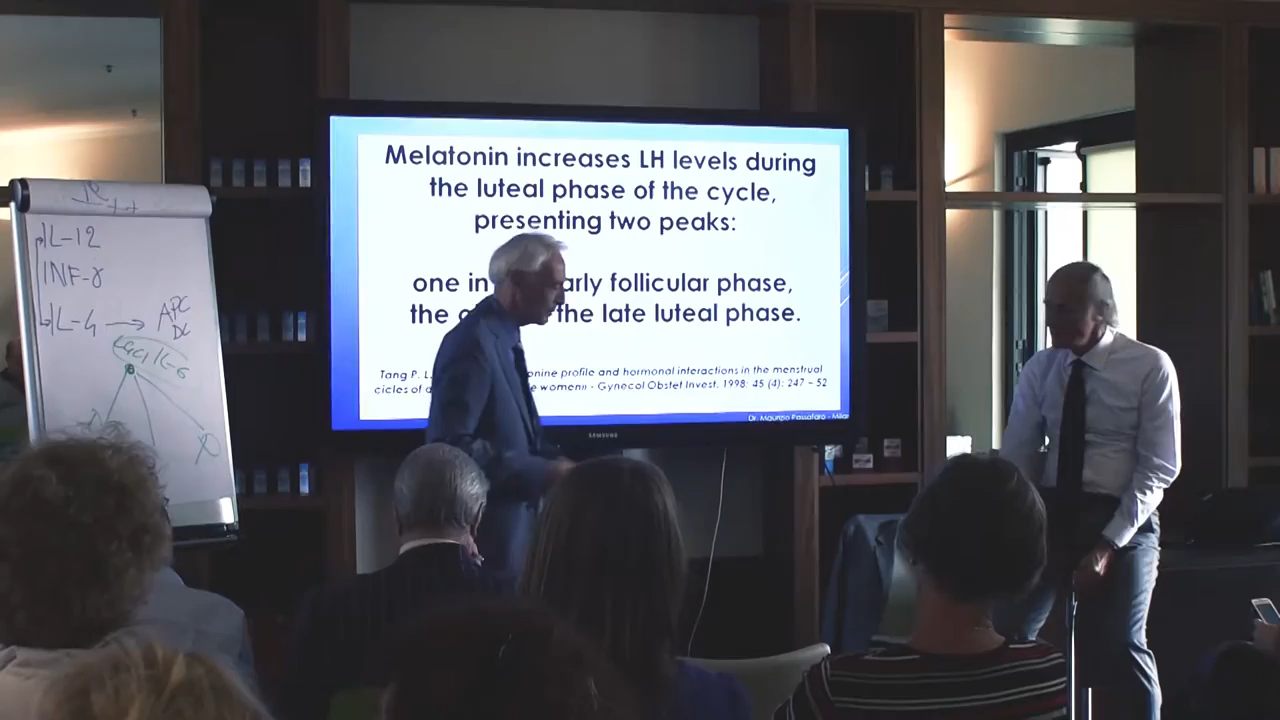 IL-12
INF-γ
IL-4 → APC
DC
Melatonin increases LH levels during
the luteal phase of the cycle,
presenting two peaks:
one in arly follicular phase,
the the late luteal phase.
Tang P. L. onine profile and hormonal interactions in the menstrual
cicles of women» - Gynecol Obstet Invest. 1998: 45 (4): 247 – 52
Dr. Maurizio Passafaro - Milan
SAMSUNG